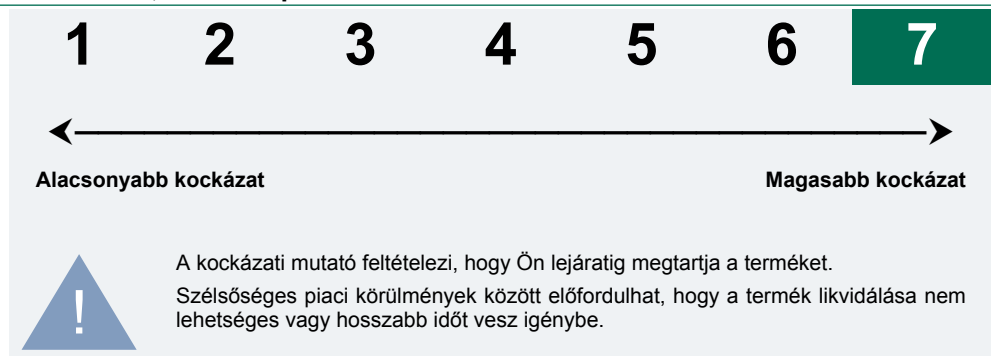 1 2 3 4 5 6 7
Alacsonyabb kockázat Magasabb kockázat
! A kockázati mutató feltételezi, hogy Ön lejáratig megtartja a terméket.
Szélsőséges piaci körülmények között előfordulhat, hogy a termék likvidálása nem
lehetséges vagy hosszabb időt vesz igénybe.